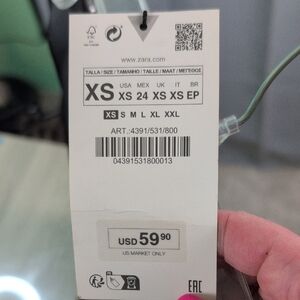 www.zara.com
TALLA / SIZE / TAMANHO / TAILLE / MAAT / ΜΕΓΕΘΟΣ
XS
USA MEX UK IT BR
XS 24 XS XS EP
XS S M L XL XXL
ART.:4391/531/800
04391531800013
USD 59 90
US MARKET ONLY
EAC